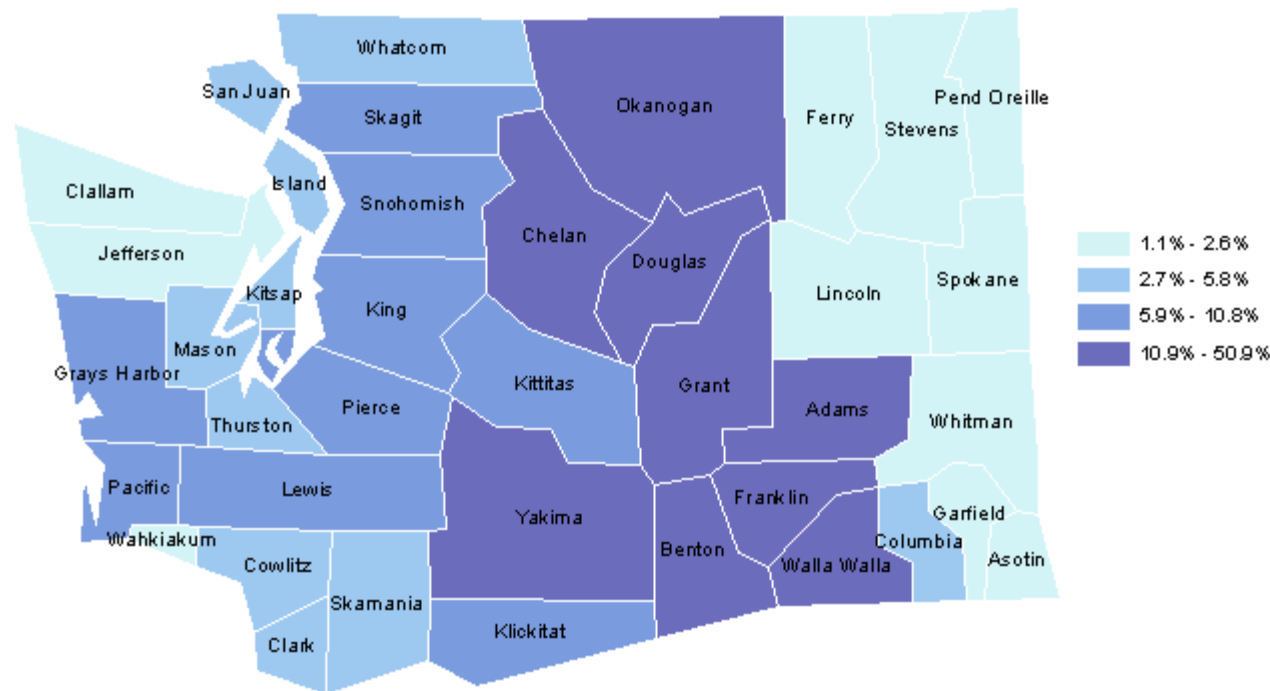 Whatcom
San Juan
Skagit
Okanogan
Ferry
Stevens
Pend Oreille
Clallam
Island
Snohomish
Chelan
Jefferson
Douglas
Kitsap
King
Lincoln
Spokane
Mason
Grays Harbor
Kittitas
Grant
Adams
Pierce
Thurston
Whitman
Pacific
Lewis
Yakima
Franklin
Garfield
Wahkiakum
Columbia
Benton
Walla Walla
Asotin
Cowlitz
Skamania
Clark
Klickitat
1.1% - 2.6%
2.7% - 5.8%
5.9% - 10.8%
10.9% - 50.9%